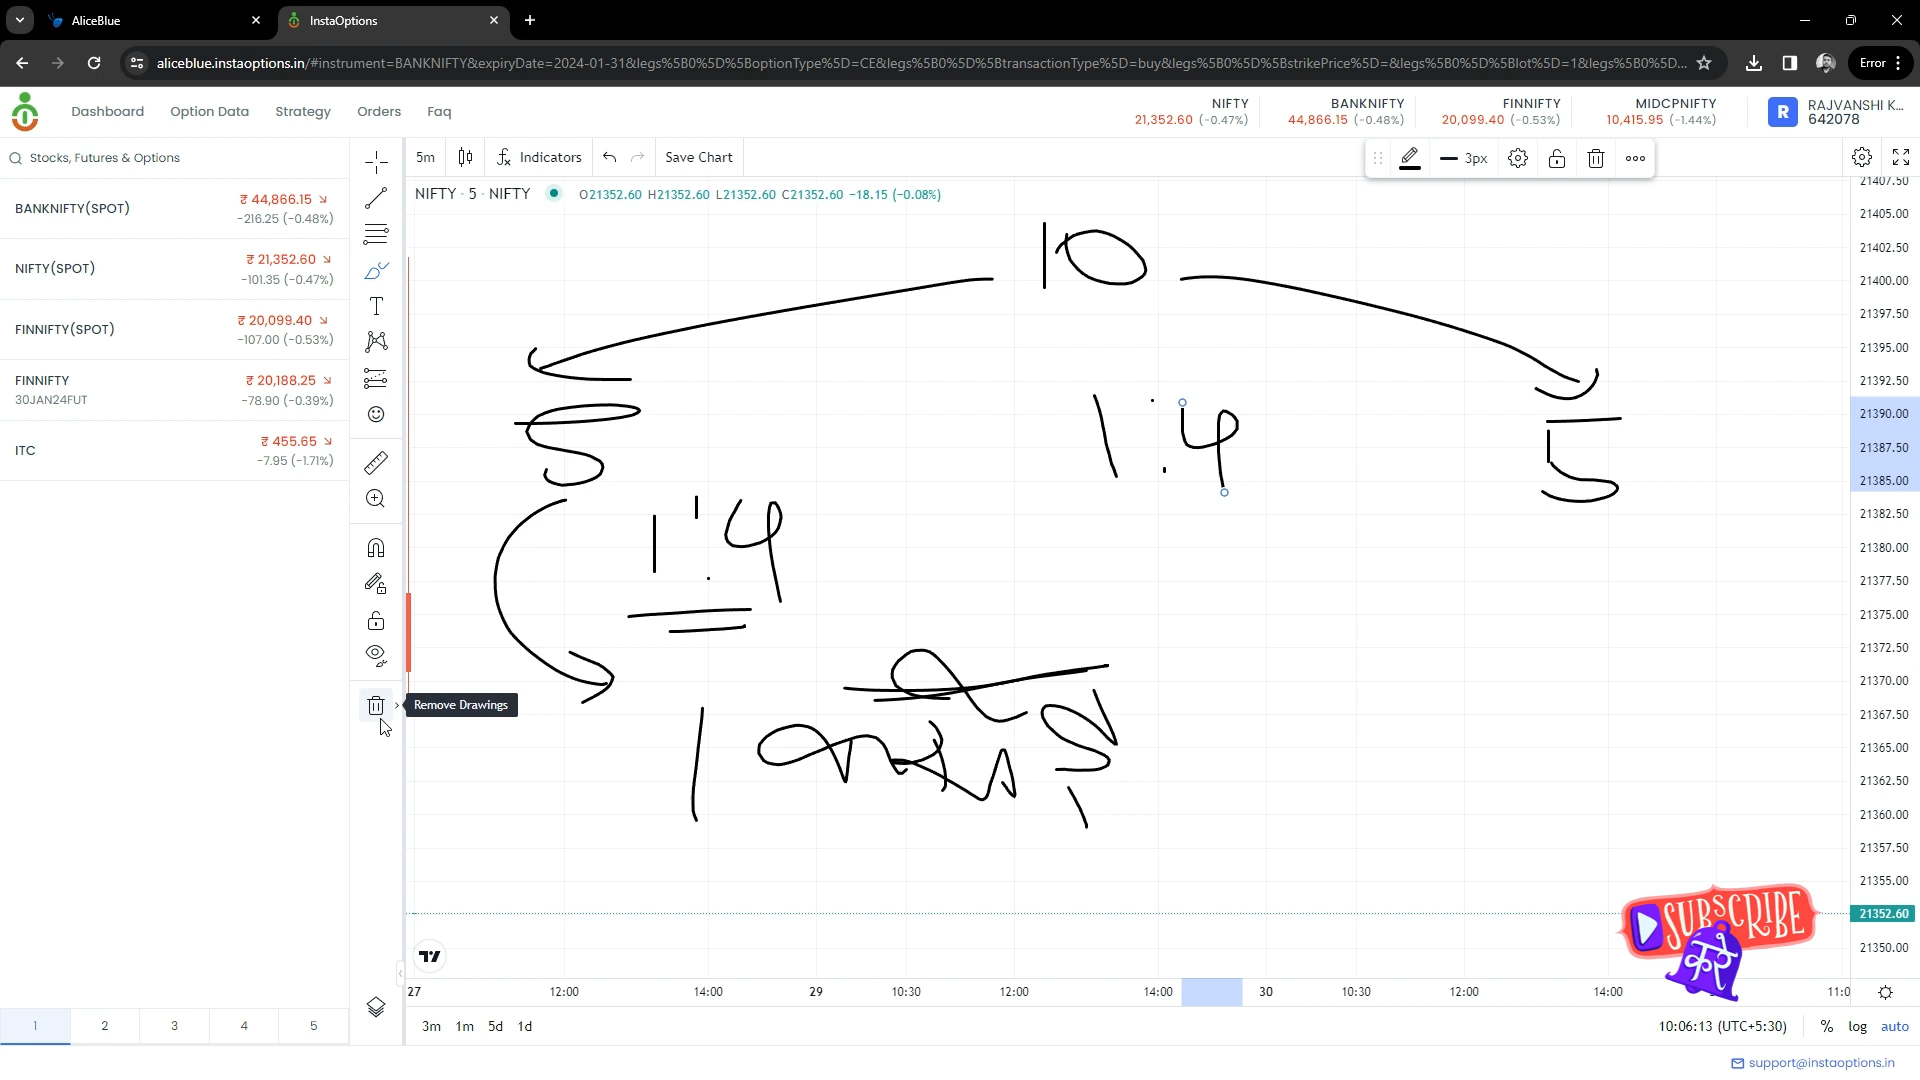 AliceBlue
InstaOptions
aliceblue.instaoptions.in/#instrument=BANKNIFTY&expiryDate=2024-01-31&legs%5B0%5D%5BoptionType%5D=CE&legs%5B0%5D%5BtransactionType%5D=buy&legs%5B0%5D%5BstrikePrice%5D=&legs%5B0%5D%5Blot%5D=1&legs%5B0%5D...
Error
Dashboard Option Data Strategy Orders Faq
NIFTY BANKNIFTY FINNIFTY MIDCPNIFTY
21,352.60 (-0.47%) 44,866.15 (-0.48%) 20,099.40 (-0.53%) 10,415.95 (-1.44%)
R RAJVANSHI K...
642078
Stocks, Futures & Options
5m Indicators Save Chart
3px
BANKNIFTY(SPOT) ₹ 44,866.15
-216.25 (-0.48%)
NIFTY(SPOT) ₹ 21,352.60
-101.35 (-0.47%)
FINNIFTY(SPOT) ₹ 20,099.40
-107.00 (-0.53%)
FINNIFTY ₹ 20,188.25
30JAN24FUT -78.90 (-0.39%)
ITC ₹ 455.65
-7.95 (-1.71%)
NIFTY · 5 · NIFTY O21352.60 H21352.60 L21352.60 C21352.60 −18.15 (−0.08%)
10
5 1:4 5
1:4
Remove Drawings
21407.50
21405.00
21402.50
21400.00
21397.50
21395.00
21392.50
21390.00
21387.50
21385.00
21382.50
21380.00
21377.50
21375.00
21372.50
21370.00
21367.50
21365.00
21362.50
21360.00
21357.50
21355.00
21352.60
21350.00
SUBSCRIBE
करे
27 12:00 14:00 29 10:30 12:00 14:00 30 10:30 12:00 14:00 11:0
1 2 3 4 5
3m 1m 5d 1d
10:06:13 (UTC+5:30) % log auto
support@instaoptions.in